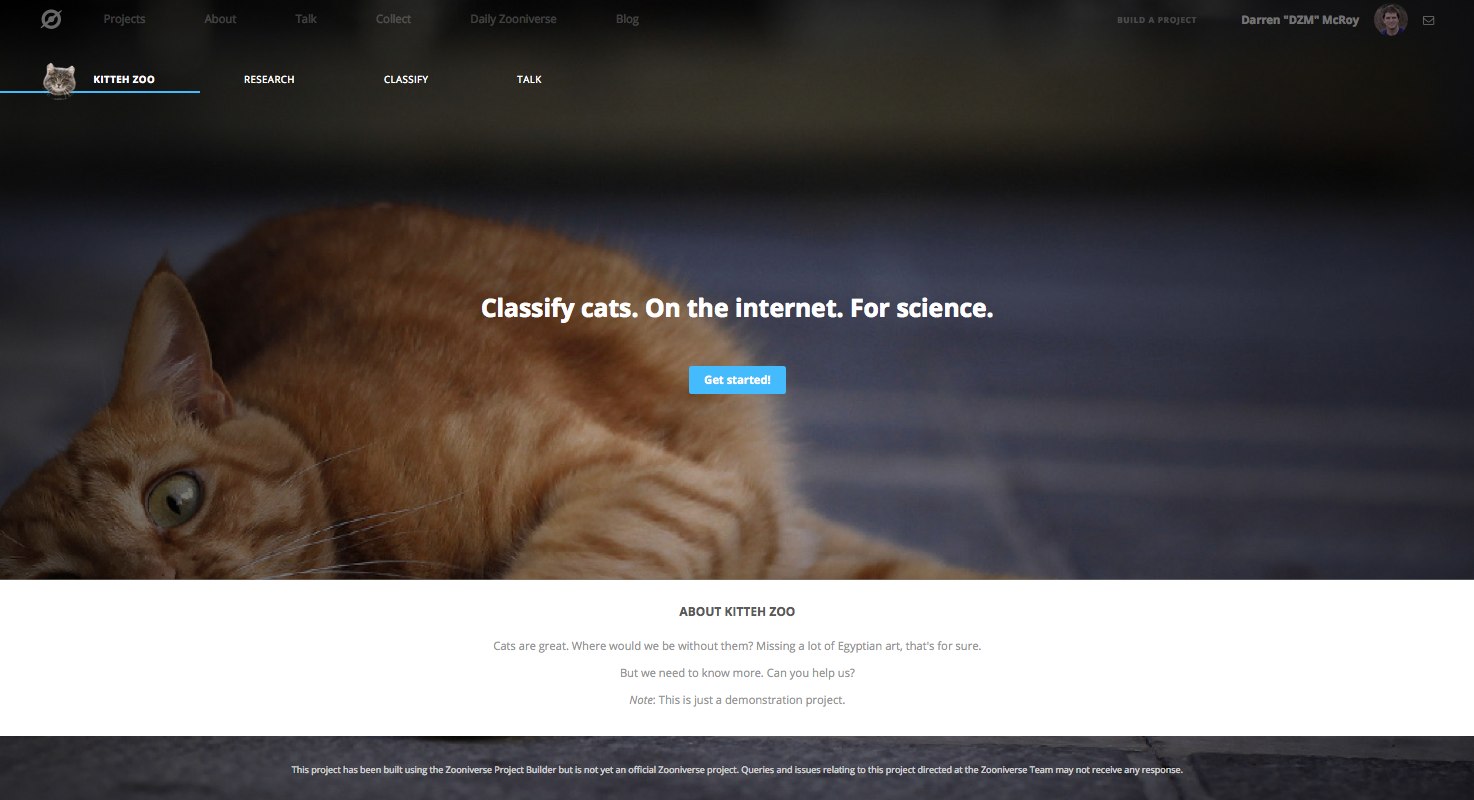 Projects About Talk Collect Daily Zooniverse Blog BUILD A PROJECT Darren "DZM" McRoy
KITTEH ZOO RESEARCH CLASSIFY TALK
Classify cats. On the internet. For science.
Get started!
ABOUT KITTEH ZOO
Cats are great. Where would we be without them? Missing a lot of Egyptian art, that's for sure.
But we need to know more. Can you help us?
Note: This is just a demonstration project.
This project has been built using the Zooniverse Project Builder but is not yet an official Zooniverse project. Queries and issues relating to this project directed at the Zooniverse Team may not receive any response.